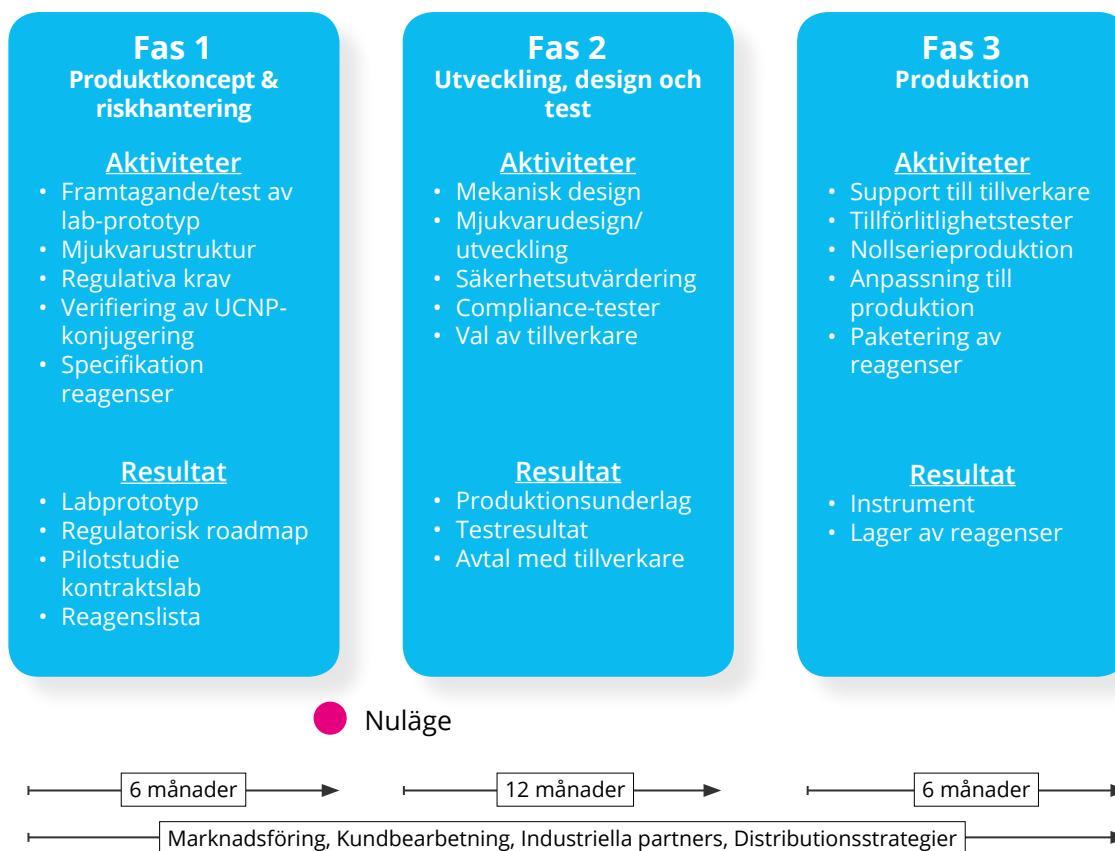 Fas 1
Produktkoncept &
riskhantering
Aktiviteter
• Framtagande/test av
lab-prototyp
• Mjukvarustruktur
• Regulativa krav
• Verifiering av UCNP-
konjugering
• Specifikation
reagenser
Resultat
• Labprototyp
• Regulatorisk roadmap
• Pilotstudie
kontraktslab
• Reagenslista
Fas 2
Utveckling, design och
test
Aktiviteter
• Mekanisk design
• Mjukvarudesign/
utveckling
• Säkerhetsutvärdering
• Compliance-tester
• Val av tillverkare
Resultat
• Produktionsunderlag
• Testresultat
• Avtal med tillverkare
Fas 3
Produktion
Aktiviteter
• Support till tillverkare
• Tillförlitlighetstester
• Nollserieproduktion
• Anpassning till
produktion
• Paketering av
reagenser
Resultat
• Instrument
• Lager av reagenser
Nuläge
6 månader
12 månader
6 månader
Marknadsföring, Kundbearbetning, Industriella partners, Distributionsstrategier